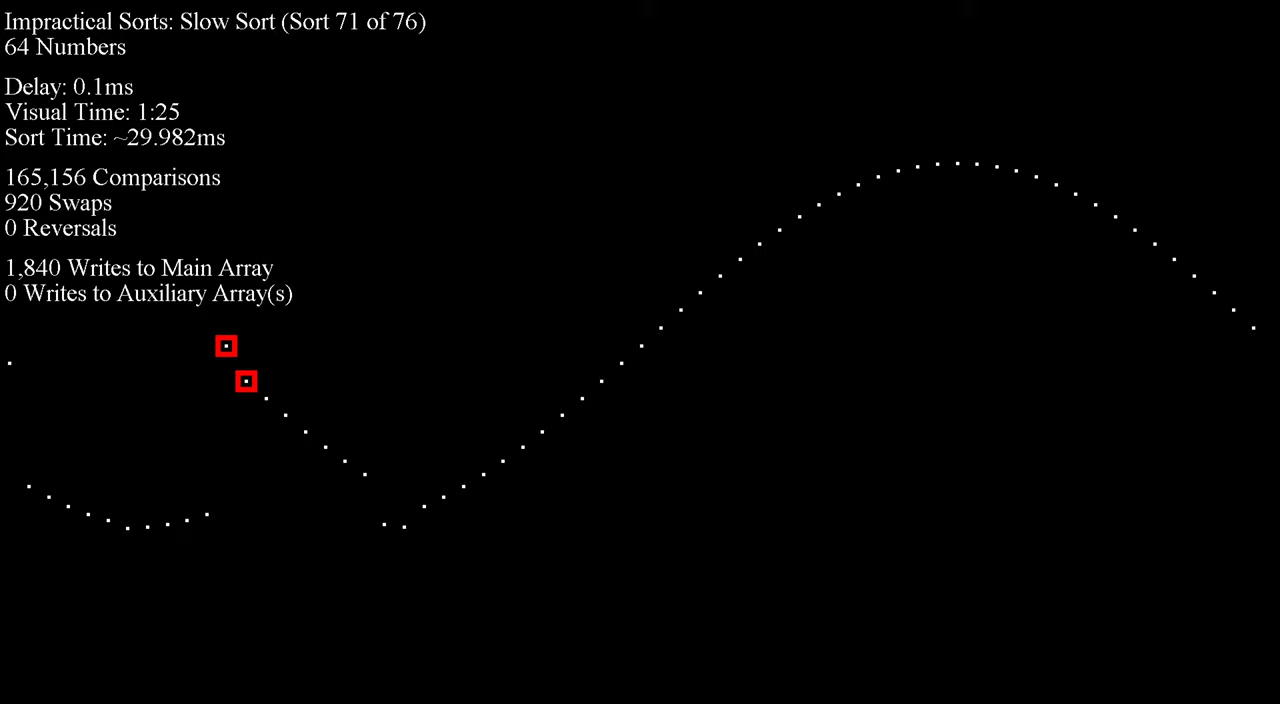 Impractical Sorts: Slow Sort (Sort 71 of 76)
64 Numbers
Delay: 0.1ms
Visual Time: 1:25
Sort Time: ~29.982ms
165,156 Comparisons
920 Swaps
0 Reversals
1,840 Writes to Main Array
0 Writes to Auxiliary Array(s)